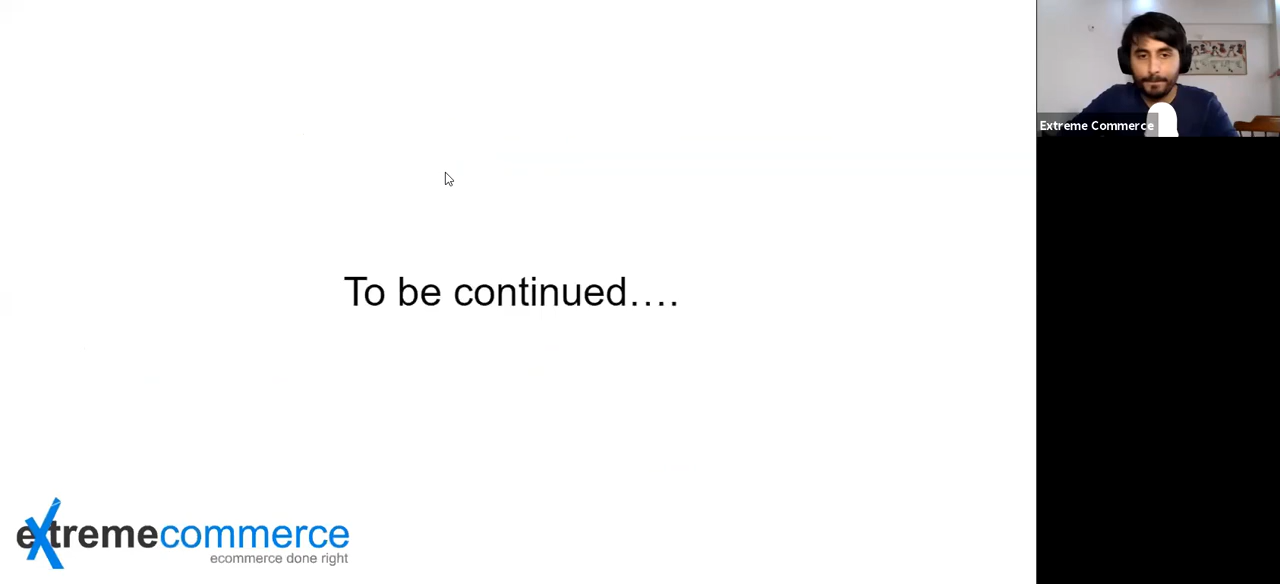 Extreme Commerce
To be continued....
extremecommerce
ecommerce done right